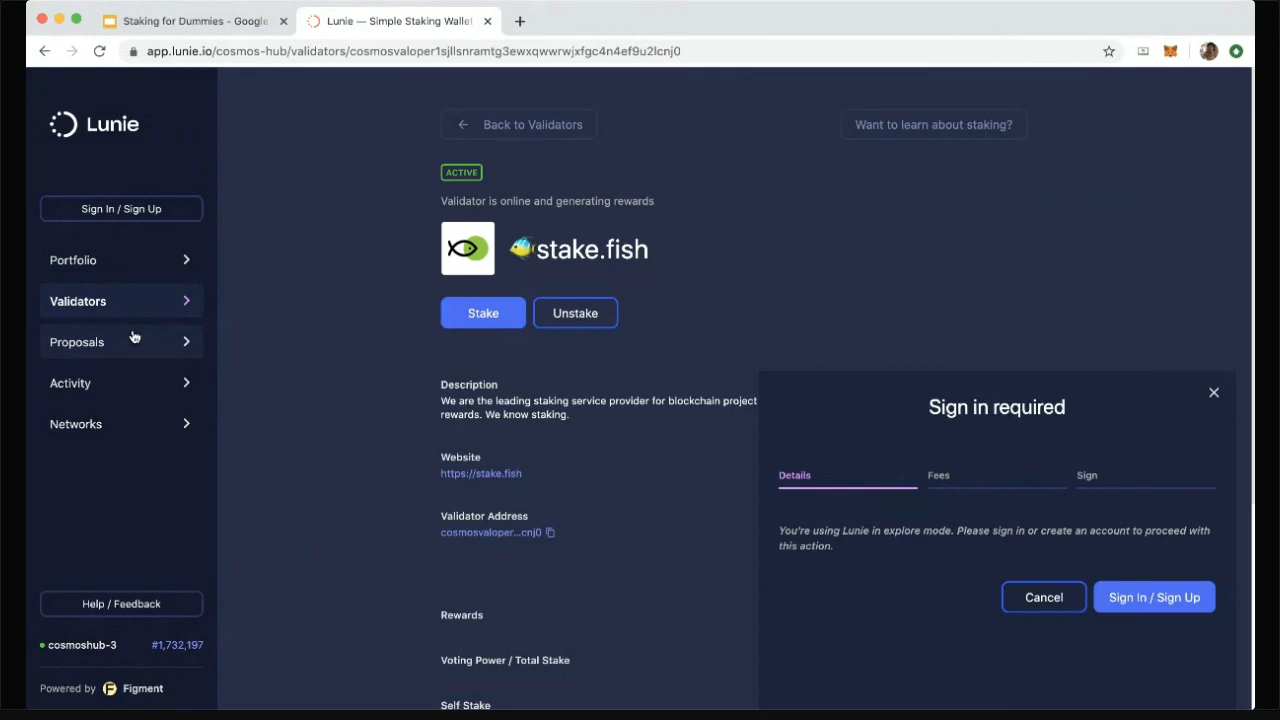 Staking for Dummies - Google
Lunie — Simple Staking Wallet
app.lunie.io/cosmos-hub/validators/cosmosvaloper1sjllsnramtg3ewxqwwrwjxfgc4n4ef9u2lcnj0
Lunie
Sign In / Sign Up
Portfolio
Validators
Proposals
Activity
Networks
Help / Feedback
cosmoshub-3 #1,732,197
Powered by Figment
Back to Validators
Want to learn about staking?
ACTIVE
Validator is online and generating rewards
stake.fish
Stake
Unstake
Description
We are the leading staking service provider for blockchain project
rewards. We know staking.
Website
https://stake.fish
Validator Address
cosmosvaloper...cnj0
Rewards
Voting Power / Total Stake
Self Stake
Sign in required
Details
Fees
Sign
You're using Lunie in explore mode. Please sign in or create an account to proceed with
this action.
Cancel
Sign In / Sign Up